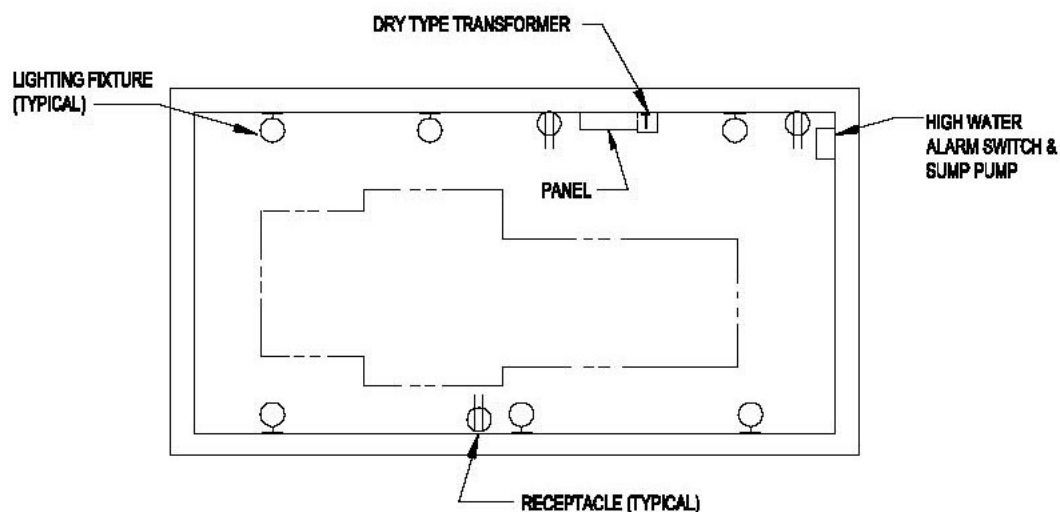 DRY TYPE TRANSFORMER
LIGHTING FIXTURE
(TYPICAL)
T
HIGH WATER
ALARM SWITCH &
SUMP PUMP
PANEL
RECEPTACLE (TYPICAL)